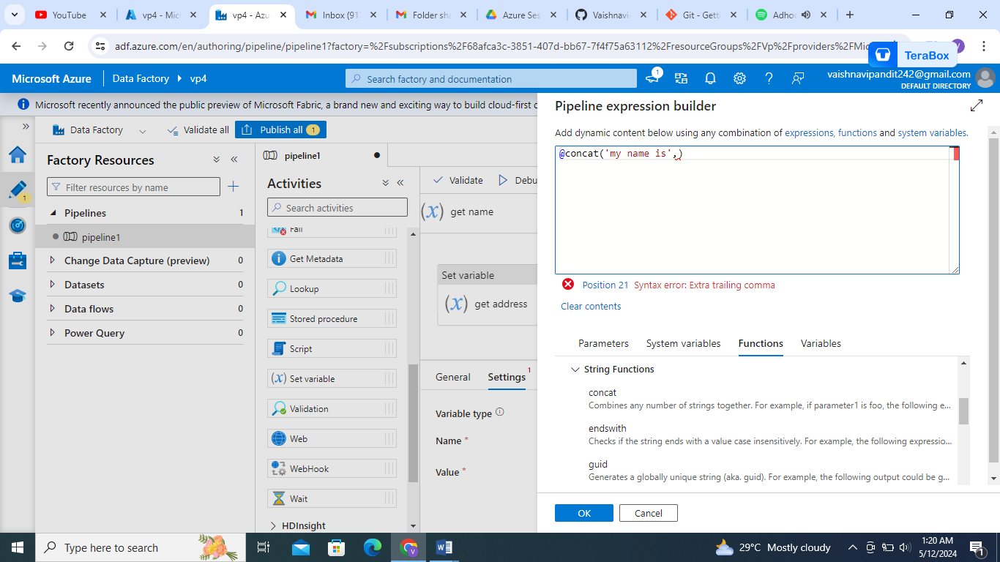 YouTube
vp4 - Mic
vp4 - Azu
Inbox (91
Folder sha
Azure Ses
Vaishnavi
Git - Gett
Adho
adf.azure.com/en/authoring/pipeline/pipeline1?factory=%2Fsubscriptions%2F68afca3c-3851-407d-bb67-7f4f75a63112%2FresourceGroups%2FVp%2Fproviders%2FMic
TeraBox
Microsoft Azure
Data Factory
vp4
Search factory and documentation
1
vaishnavipandit242@gmail.com
DEFAULT DIRECTORY
Microsoft recently announced the public preview of Microsoft Fabric, a brand new and exciting way to build cloud-first
Data Factory
Validate all
Publish all
1
Factory Resources
Filter resources by name
Pipelines
1
pipeline1
Change Data Capture (preview)
0
Datasets
0
Data flows
0
Power Query
0
1
pipeline1
Activities
Search activities
Fail
Get Metadata
Lookup
Stored procedure
Script
(x) Set variable
Validation
Web
WebHook
Wait
HDInsight
Validate
Debu
(x) get name
Set variable
(x) get address
General
Settings
1
Variable type
Name *
Value *
Pipeline expression builder
Add dynamic content below using any combination of expressions, functions and system variables.
@concat('my name is',)
Position 21 Syntax error: Extra trailing comma
Clear contents
Parameters
System variables
Functions
Variables
String Functions
concat
Combines any number of strings together. For example, if parameter1 is foo, the following e...
endswith
Checks if the string ends with a value case insensitively. For example, the following expressio...
guid
Generates a globally unique string (aka. guid). For example, the following output could be g...
OK
Cancel
Type here to search
29°C Mostly cloudy
1:20 AM
5/12/2024
1